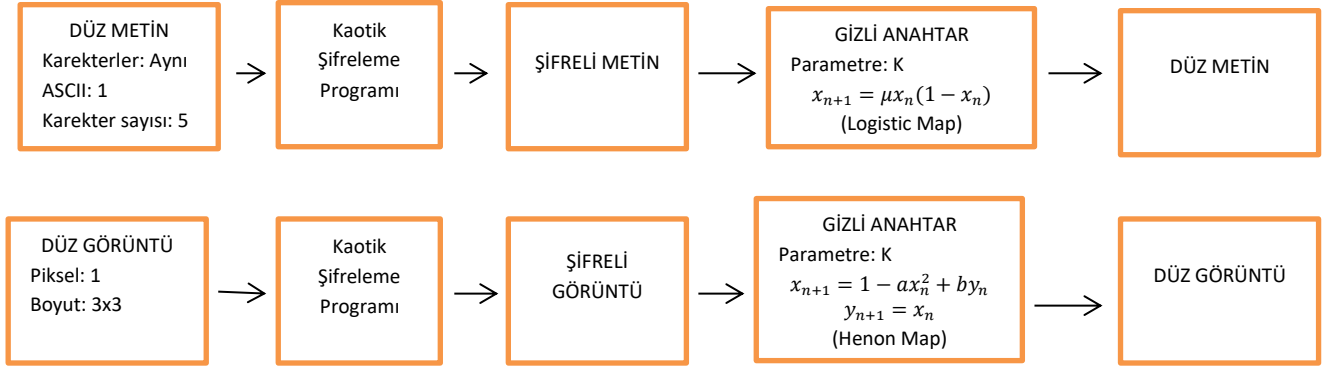 DÜZ METİN
Karekterler: Aynı
ASCII: 1
Karekter sayısı: 5
Kaotik
Şifreleme
Programı
ŞİFRELİ METİN
GİZLİ ANAHTAR
Parametre: K
x_{n+1} = μx_n(1 − x_n)
(Logistic Map)
DÜZ METİN
DÜZ GÖRÜNTÜ
Piksel: 1
Boyut: 3x3
Kaotik
Şifreleme
Programı
ŞİFRELİ
GÖRÜNTÜ
GİZLİ ANAHTAR
Parametre: K
x_{n+1} = 1 − ax_n^2 + by_n
y_{n+1} = x_n
(Henon Map)
DÜZ GÖRÜNTÜ